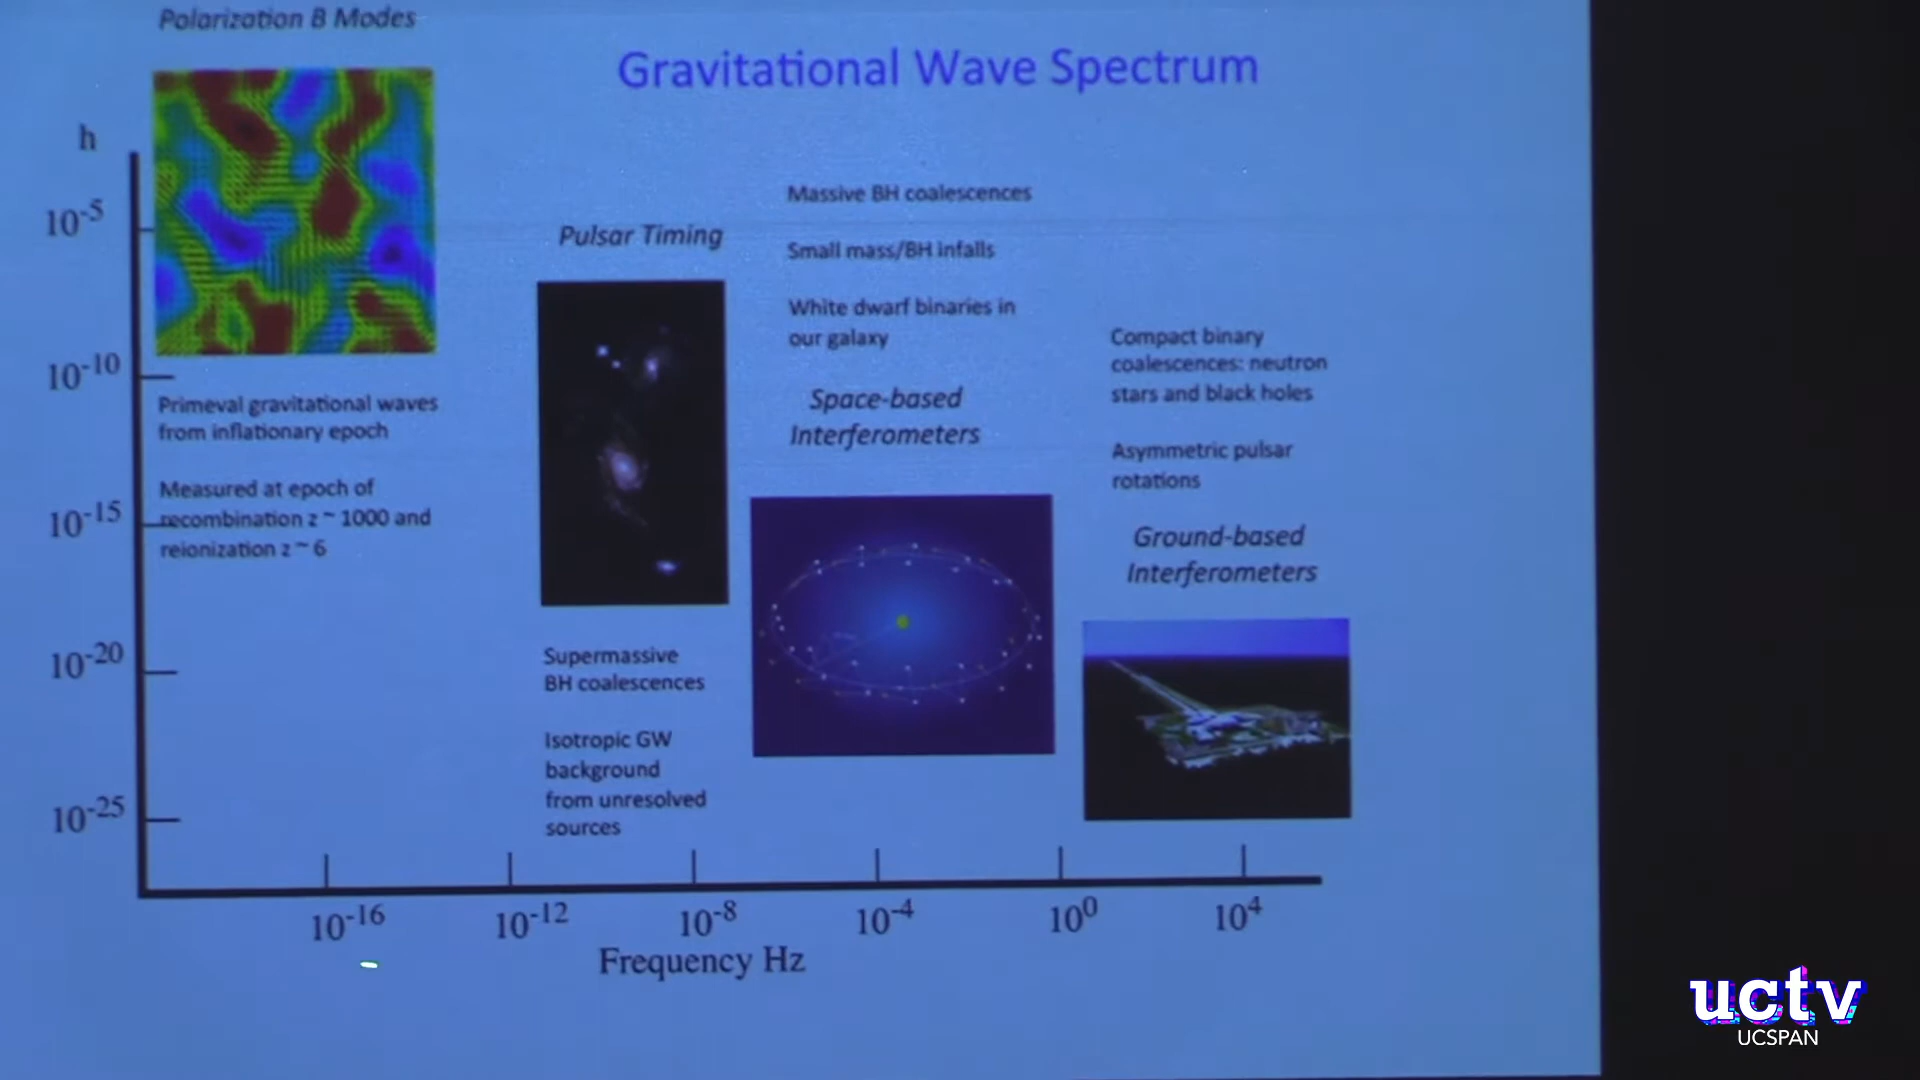 Polarization B Modes
Gravitational Wave Spectrum
h
10-5
10-10
10-15
10-20
10-25
Primeval gravitational waves
from inflationary epoch
Measured at epoch of
recombination z ~ 1000 and
reionization z ~ 6
Pulsar Timing
Supermassive
BH coalescences
Isotropic GW
background
from unresolved
sources
Massive BH coalescences
Small mass/BH infalls
White dwarf binaries in
our galaxy
Space-based
Interferometers
Compact binary
coalescences: neutron
stars and black holes
Asymmetric pulsar
rotations
Ground-based
Interferometers
10-16
10-12
10-8
10-4
100
104
Frequency Hz
uctv
UCSPAN